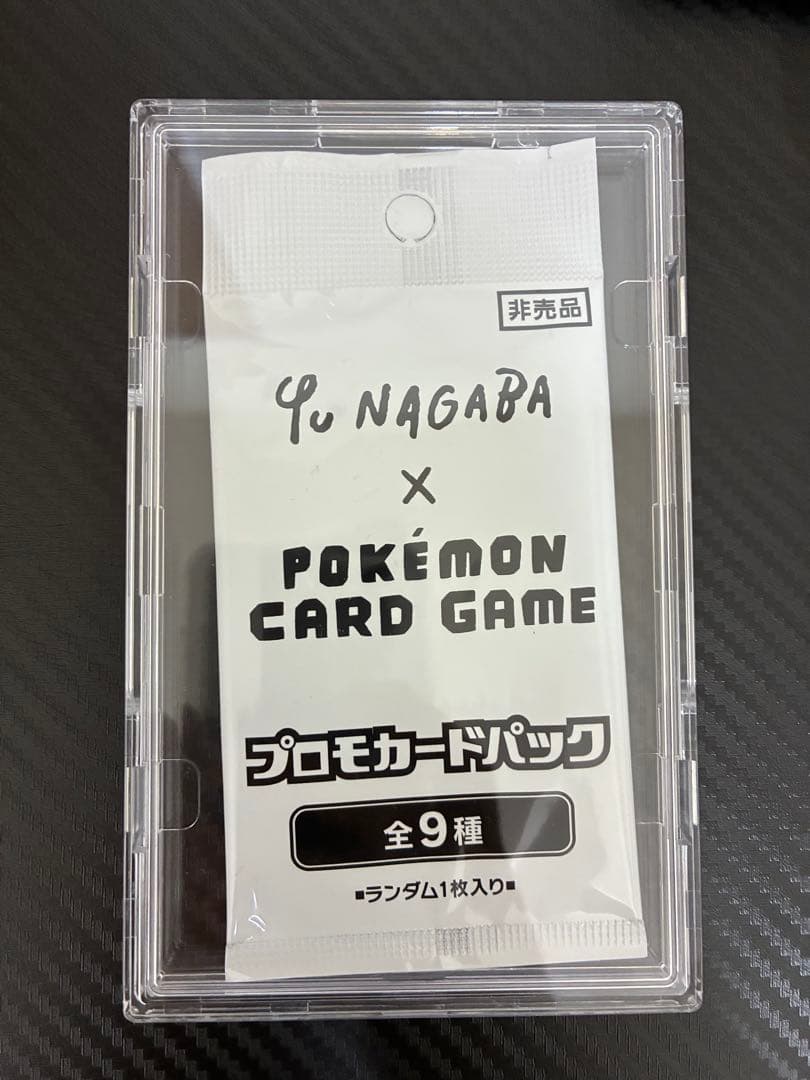 非売品
Yu NAGABA
×
POKÉMON
CARD GAME
プロモカードパック
全9種
■ランダム1枚入り■